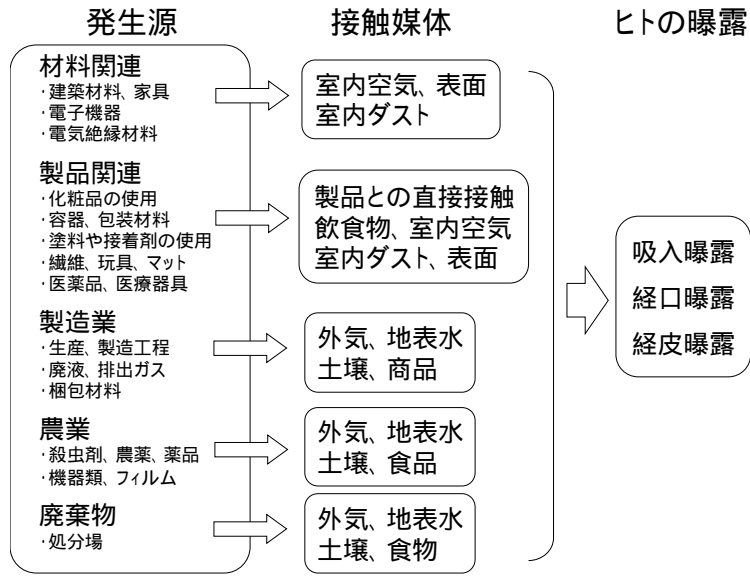 発生源
接触媒体
ヒトの曝露
材料関連
・建築材料、家具
・電子機器
・電気絶縁材料
室内空気、表面
室内ダスト
製品関連
・化粧品の使用
・容器、包装材料
・塗料や接着剤の使用
・繊維、玩具、マット
・医薬品、医療器具
製品との直接接触
飲食物、室内空気
室内ダスト、表面
製造業
・生産、製造工程
・廃液、排出ガス
・梱包材料
外気、地表水
土壌、商品
農業
・殺虫剤、農薬、薬品
・機器類、フィルム
外気、地表水
土壌、食品
廃棄物
・処分場
外気、地表水
土壌、食物
吸入曝露
経口曝露
経皮曝露